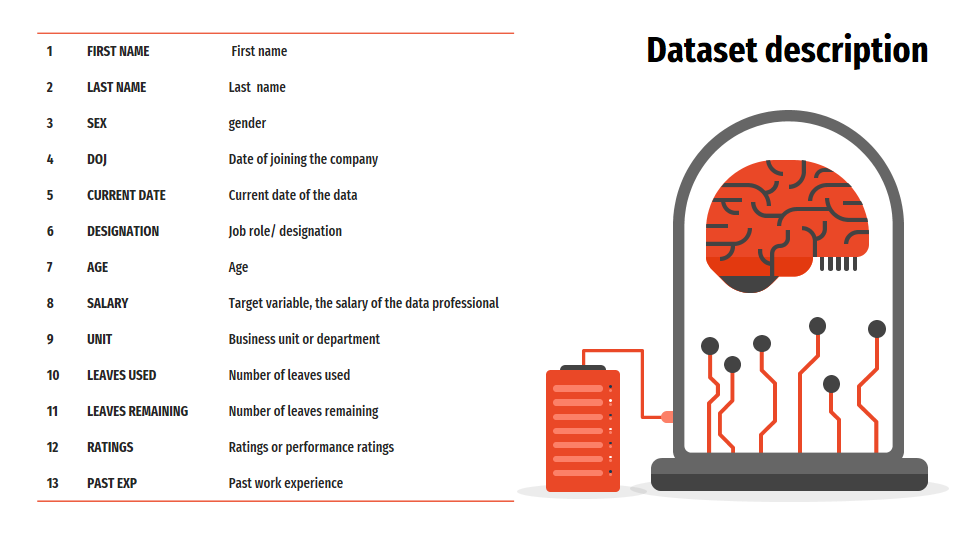 Dataset description
1 FIRST NAME First name
2 LAST NAME Last name
3 SEX gender
4 DOJ Date of joining the company
5 CURRENT DATE Current date of the data
6 DESIGNATION Job role/ designation
7 AGE Age
8 SALARY Target variable, the salary of the data professional
9 UNIT Business unit or department
10 LEAVES USED Number of leaves used
11 LEAVES REMAINING Number of leaves remaining
12 RATINGS Ratings or performance ratings
13 PAST EXP Past work experience